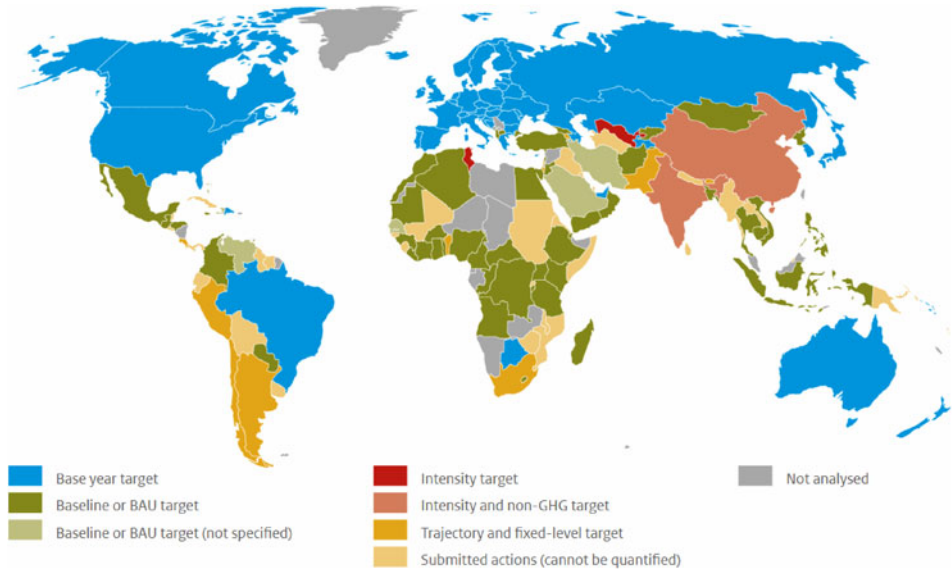 Base year target
Baseline or BAU target
Baseline or BAU target (not specified)
Intensity target
Intensity and non-GHG target
Trajectory and fixed-level target
Submitted actions (cannot be quantified)
Not analysed